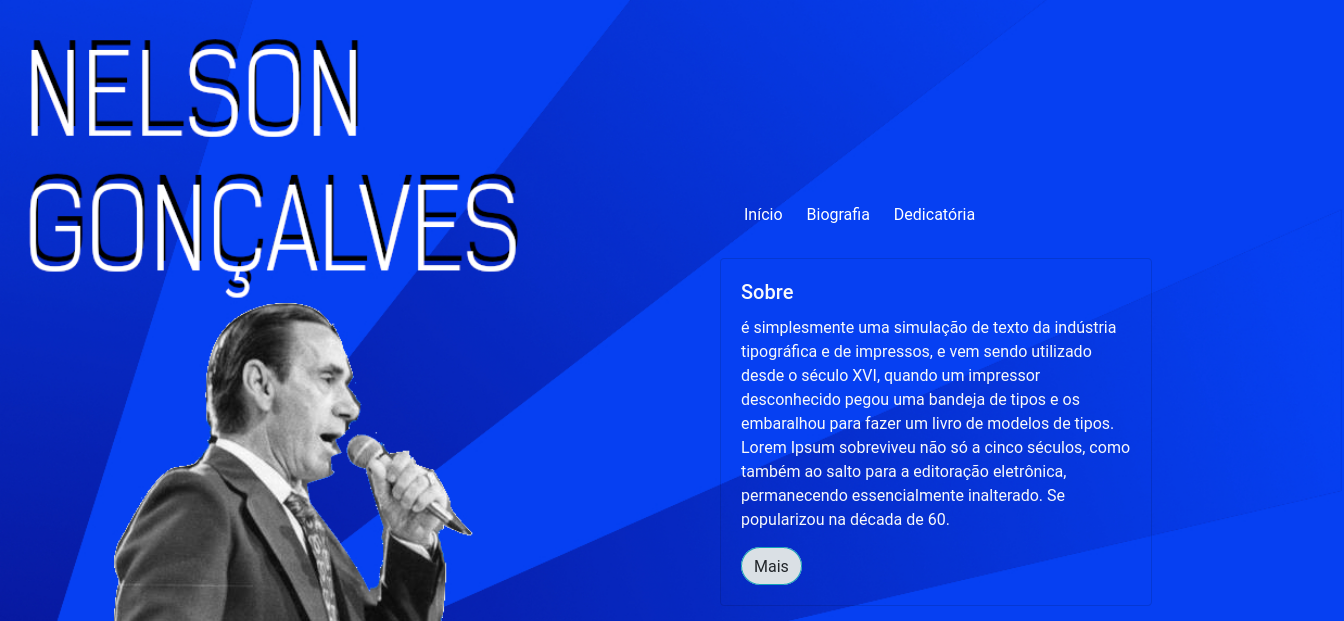 NELSON
GONÇALVES
Início Biografia Dedicatória
Sobre
é simplesmente uma simulação de texto da indústria
tipográfica e de impressos, e vem sendo utilizado
desde o século XVI, quando um impressor
desconhecido pegou uma bandeja de tipos e os
embaralhou para fazer um livro de modelos de tipos.
Lorem Ipsum sobreviveu não só a cinco séculos, como
também ao salto para a editoração eletrônica,
permanecendo essencialmente inalterado. Se
popularizou na década de 60.
Mais